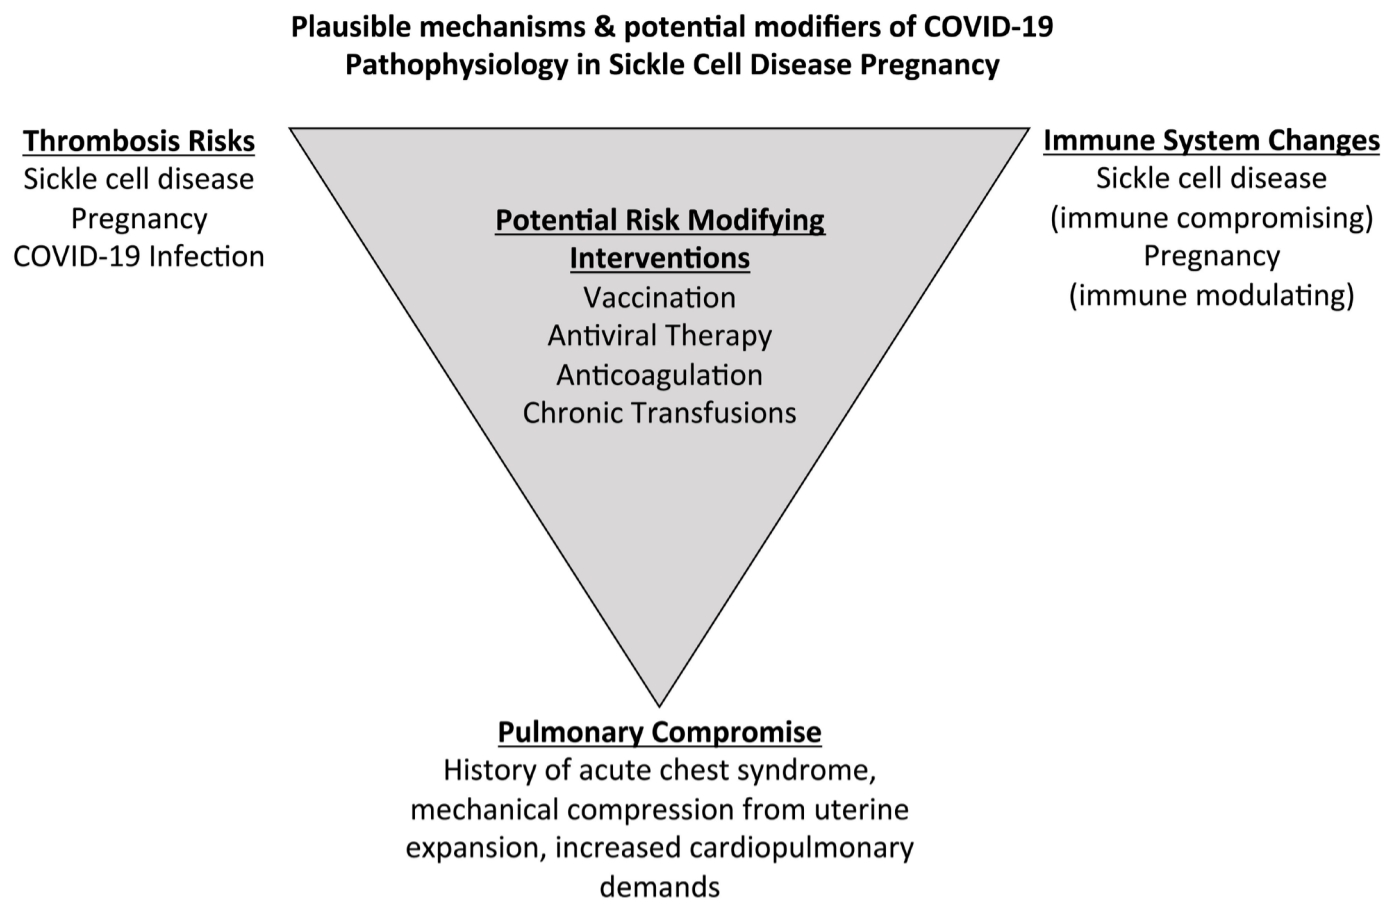 Plausible mechanisms & potential modifiers of COVID-19
Pathophysiology in Sickle Cell Disease Pregnancy
Thrombosis Risks
Sickle cell disease
Pregnancy
COVID-19 Infection
Potential Risk Modifying
Interventions
Vaccination
Antiviral Therapy
Anticoagulation
Chronic Transfusions
Immune System Changes
Sickle cell disease
(immune compromising)
Pregnancy
(immune modulating)
Pulmonary Compromise
History of acute chest syndrome,
mechanical compression from uterine
expansion, increased cardiopulmonary
demands